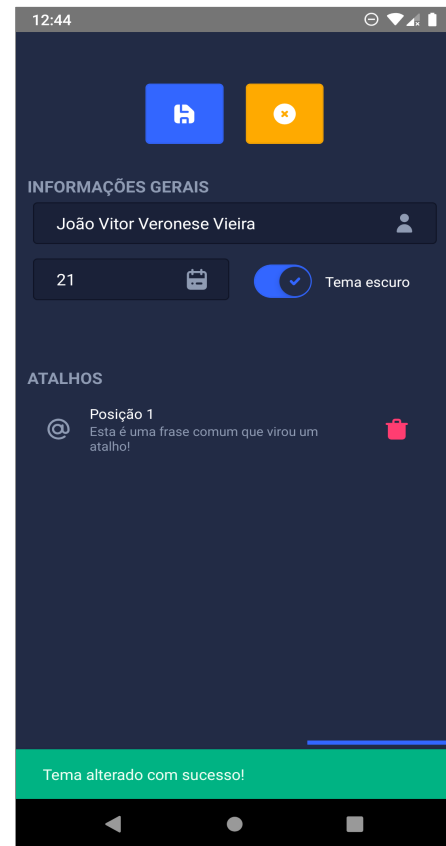 12:44
INFORMAÇÕES GERAIS
João Vitor Veronese Vieira
21
Tema escuro
ATALHOS
Posição 1
Esta é uma frase comum que virou um
atalho!
Tema alterado com sucesso!